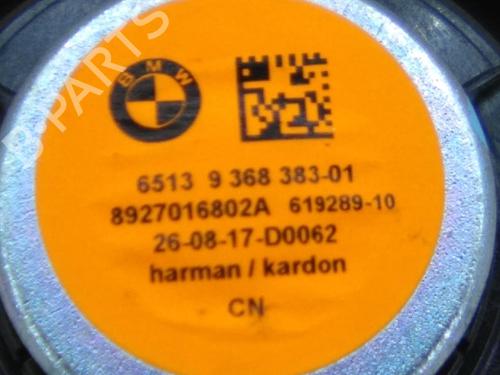 B-PARTS
BMW
6513 9 368 383-01
8927016802A 619289-10
26-08-17-D0062
harman / kardon
CN